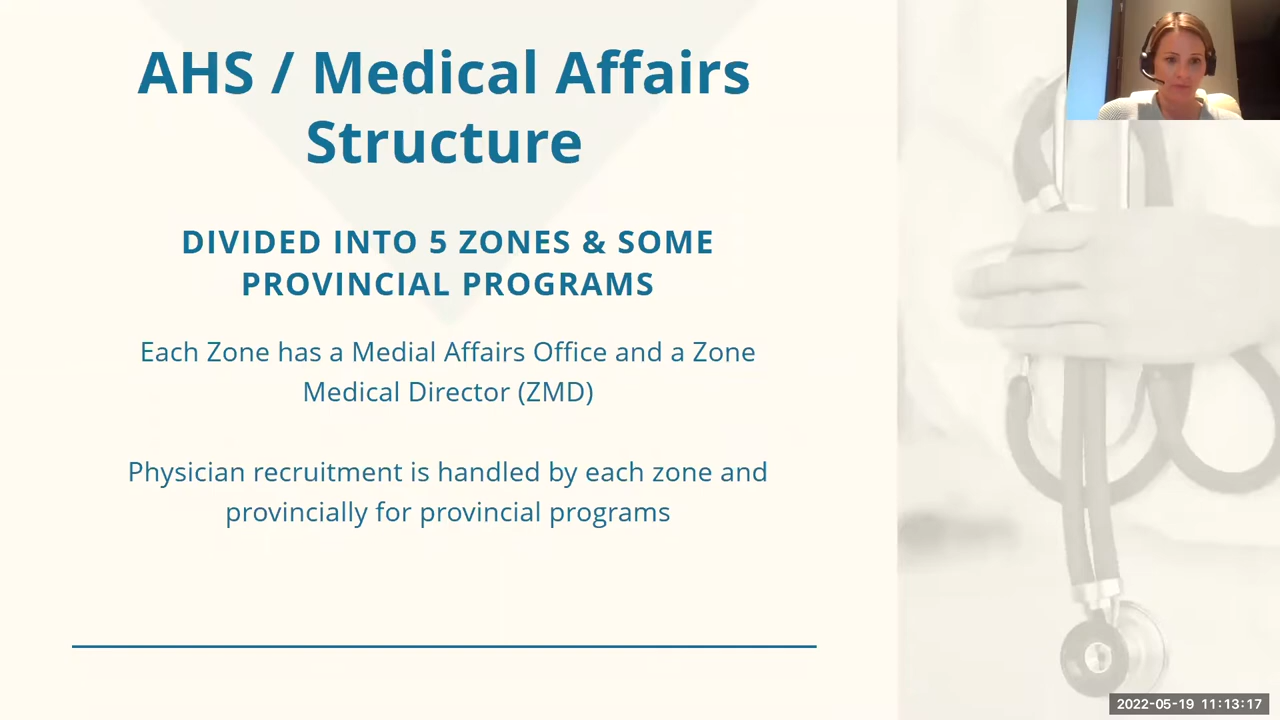 AHS / Medical Affairs
Structure
DIVIDED INTO 5 ZONES & SOME
PROVINCIAL PROGRAMS
Each Zone has a Medial Affairs Office and a Zone
Medical Director (ZMD)
Physician recruitment is handled by each zone and
provincially for provincial programs
2022-05-19 11:13:17